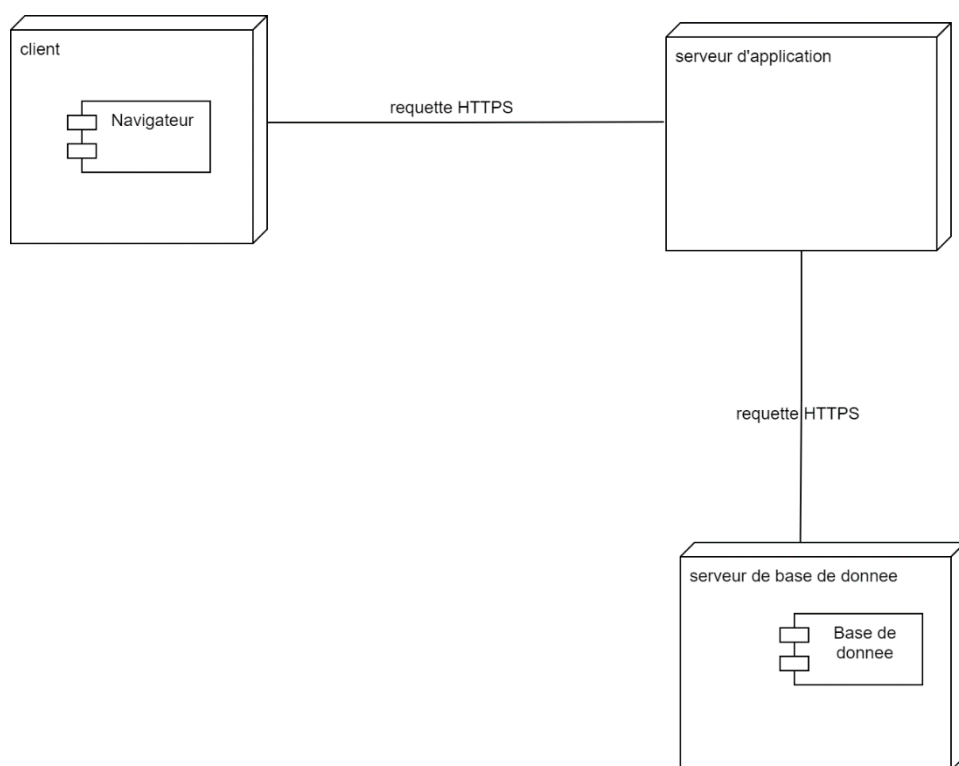 client
Navigateur
requette HTTPS
serveur d'application
requette HTTPS
serveur de base de donnee
Base de
donnee